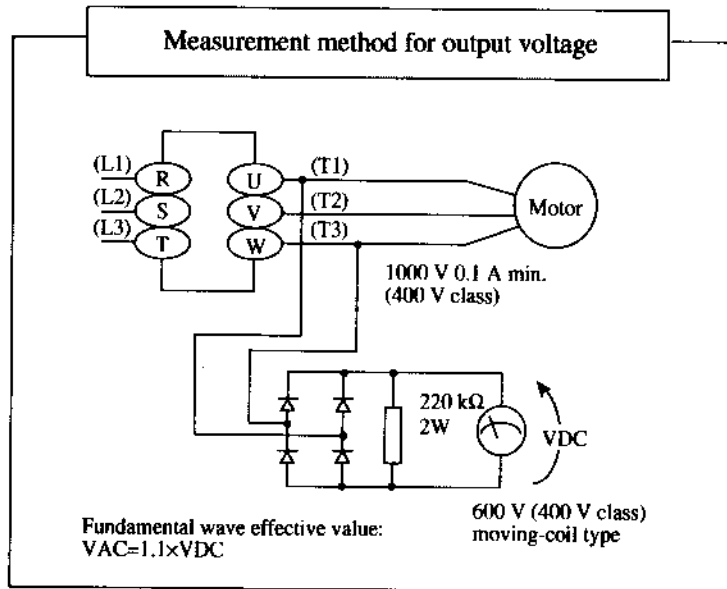 Measurement method for output voltage
(L1)
R
U
(T1)
(L2)
S
V
(T2)
Motor
(L3)
T
W
(T3)
1000 V 0.1 A min.
(400 V class)
220 kΩ
2W
VDC
600 V (400 V class)
moving-coil type
Fundamental wave effective value:
VAC=1.1×VDC